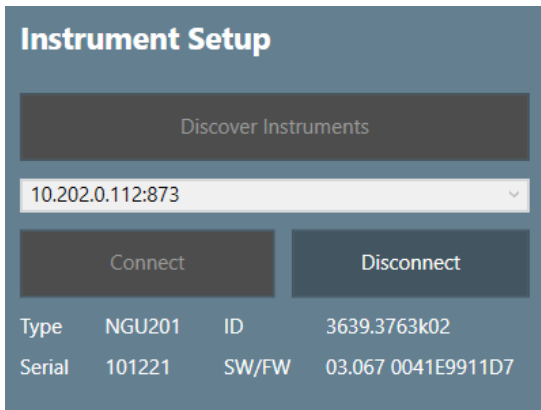 Instrument Setup
Discover Instruments
10.202.0.112:873
Connect Disconnect
Type NGU201 ID 3639.3763k02
Serial 101221 SW/FW 03.067 0041E9911D7